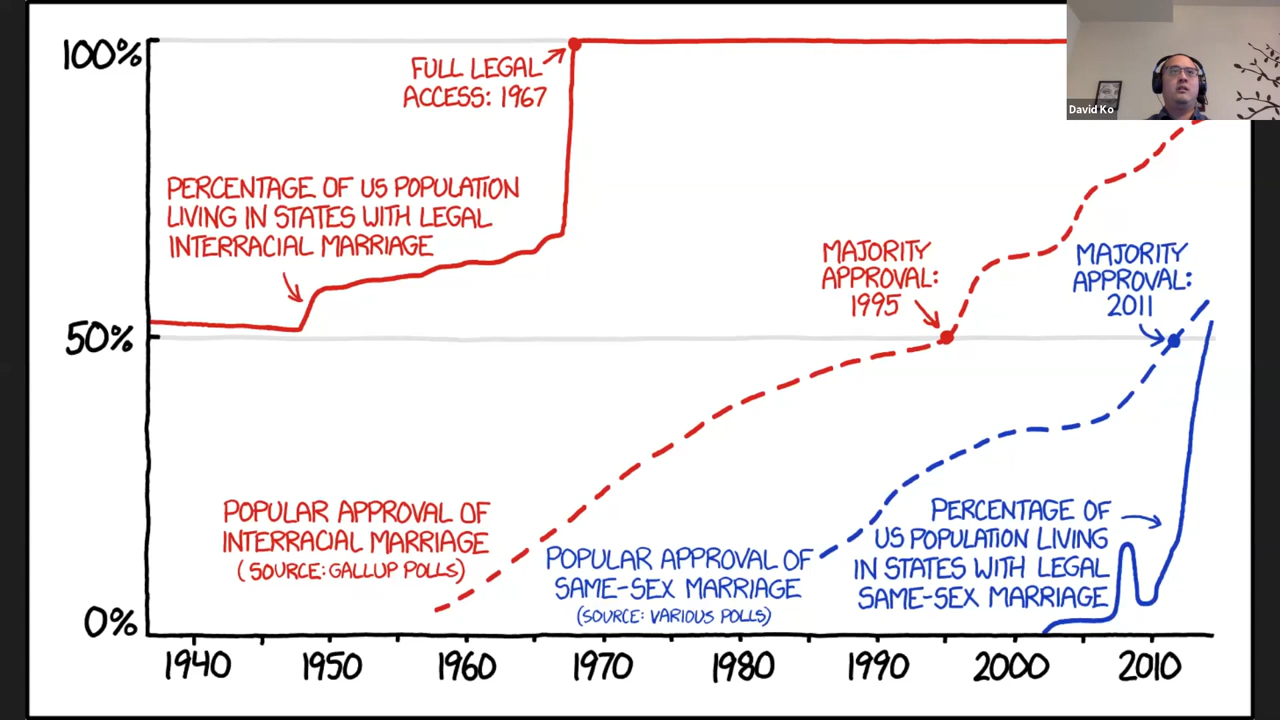 100%
FULL LEGAL
ACCESS: 1967
David Ko
PERCENTAGE OF US POPULATION
LIVING IN STATES WITH LEGAL
INTERRACIAL MARRIAGE
MAJORITY
APPROVAL:
1995
MAJORITY
APPROVAL:
2011
50%
POPULAR APPROVAL OF
INTERRACIAL MARRIAGE
(SOURCE: GALLUP POLLS)
POPULAR APPROVAL OF
SAME-SEX MARRIAGE
(SOURCE: VARIOUS POLLS)
PERCENTAGE OF
US POPULATION LIVING
IN STATES WITH LEGAL
SAME-SEX MARRIAGE
0%
1940 1950 1960 1970 1980 1990 2000 2010